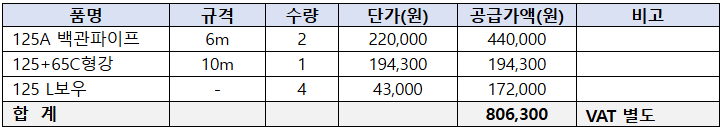 품명 규격 수량 단가(원) 공급가액(원) 비고
125A 백관파이프 6m 2 220,000 440,000
125+65C형강 10m 1 194,300 194,300
125 L보우 - 4 43,000 172,000
합 계 806,300 VAT 별도